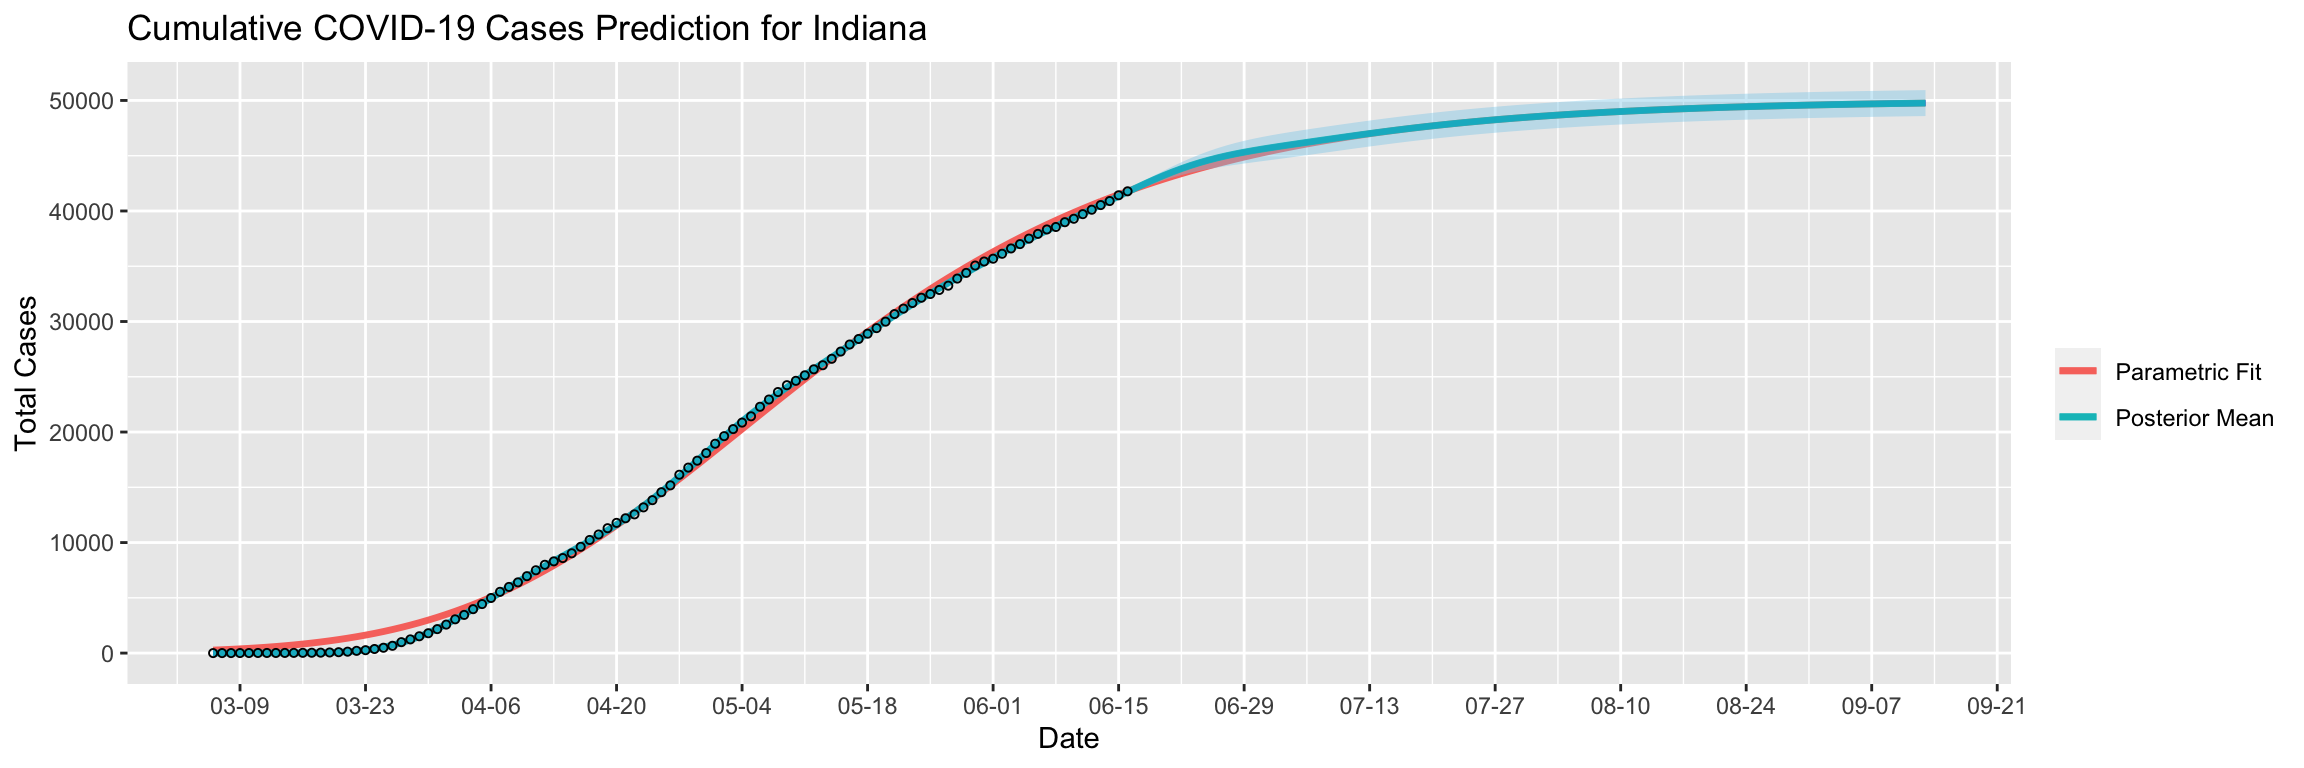 Cumulative COVID-19 Cases Prediction for Indiana
50000
40000
30000
20000
10000
0
Total Cases
03-09 03-23 04-06 04-20 05-04 05-18 06-01 06-15 06-29 07-13 07-27 08-10 08-24 09-07 09-21
Date
Parametric Fit
Posterior Mean